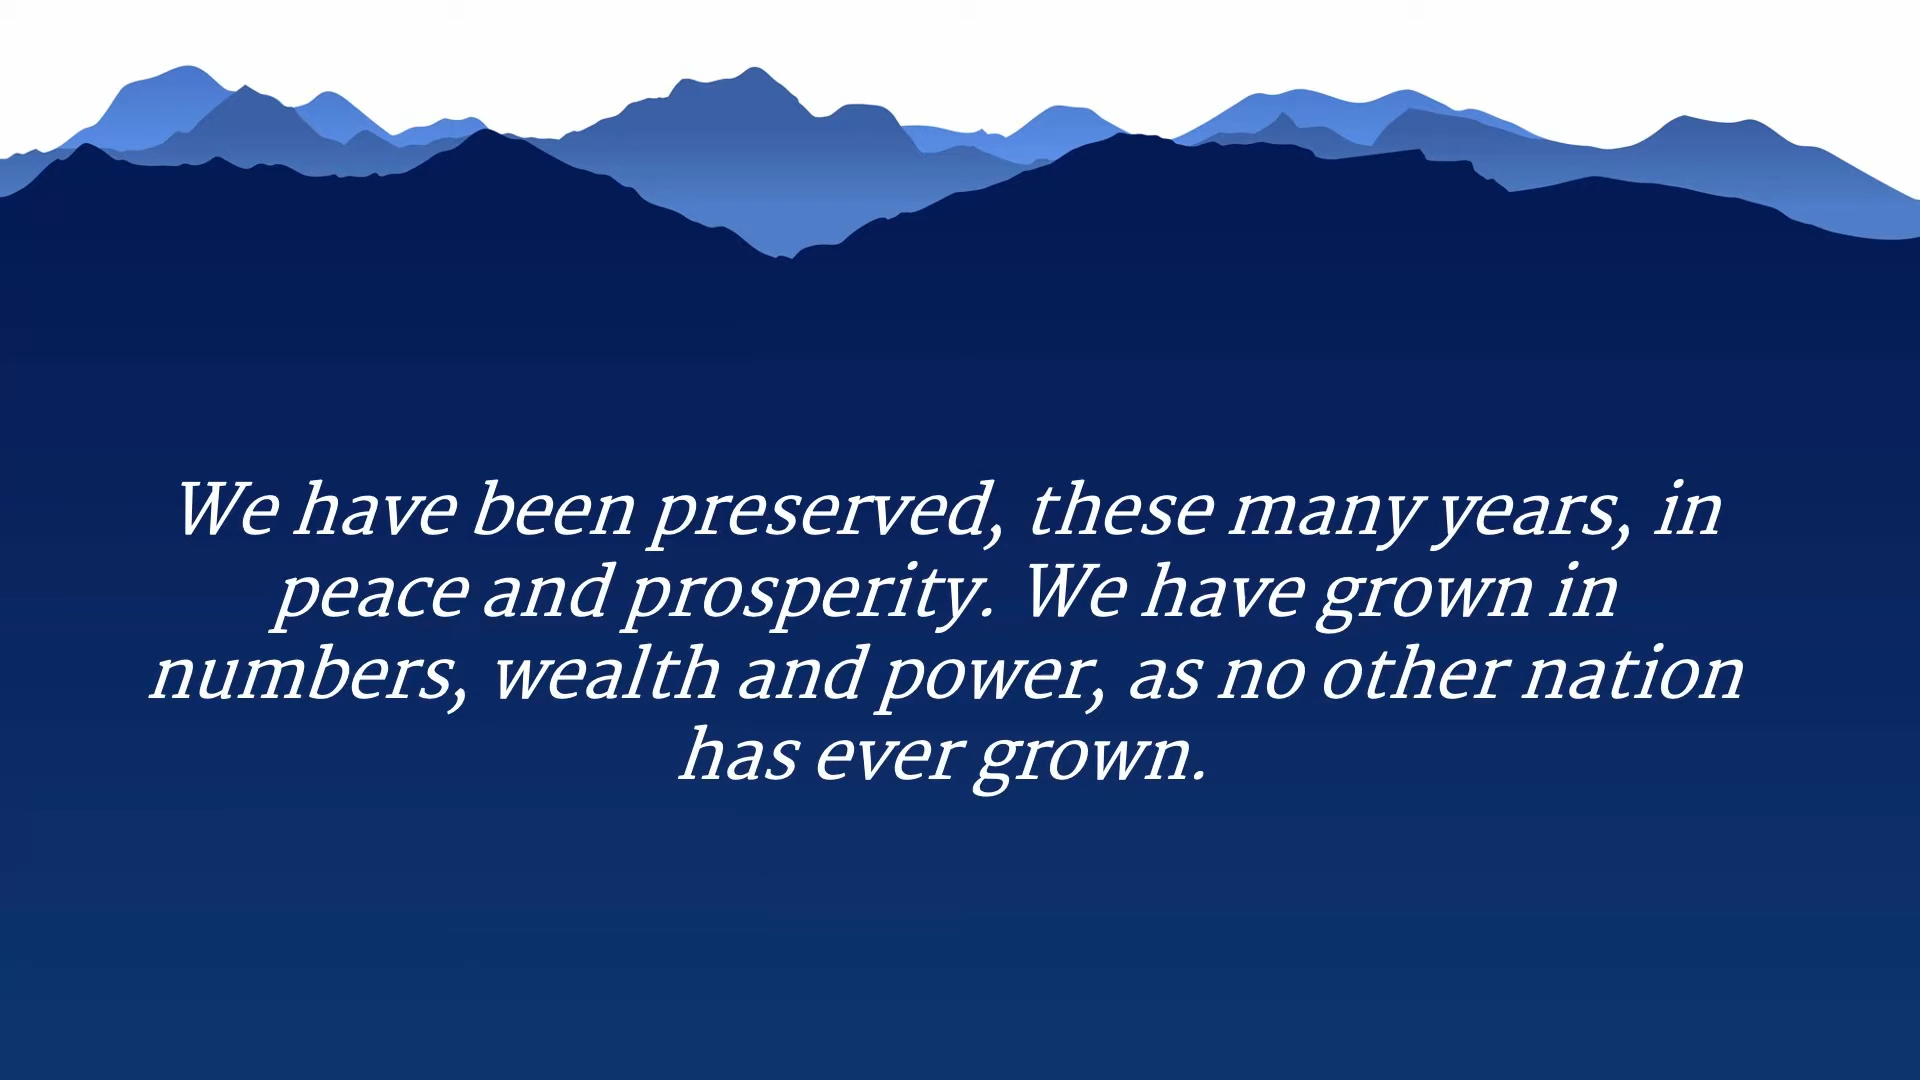 We have been preserved, these many years, in
peace and prosperity. We have grown in
numbers, wealth and power, as no other nation
has ever grown.